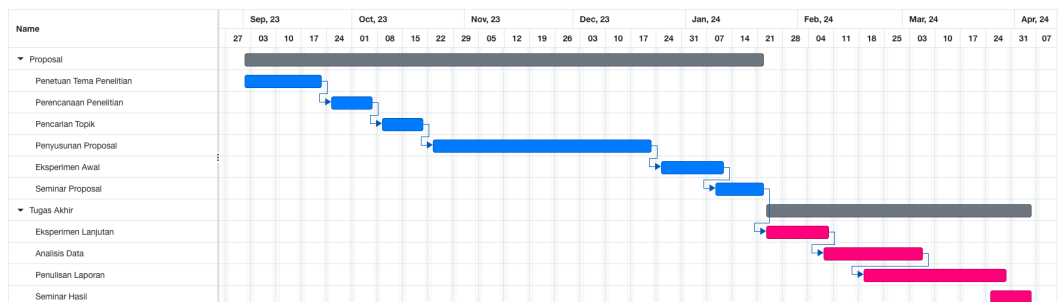 Name
Sep, 23 Oct, 23 Nov, 23 Dec, 23 Jan, 24 Feb, 24 Mar, 24 Apr, 24
27 03 10 17 24 01 08 15 22 29 05 12 19 26 03 10 17 24 31 07 14 21 28 04 11 18 25 03 10 17 24 31 07
Proposal
Penetuan Tema Penelitian
Perencanaan Penelitian
Pencarian Topik
Penyusunan Proposal
Eksperimen Awal
Seminar Proposal
Tugas Akhir
Eksperimen Lanjutan
Analisis Data
Penulisan Laporan
Seminar Hasil